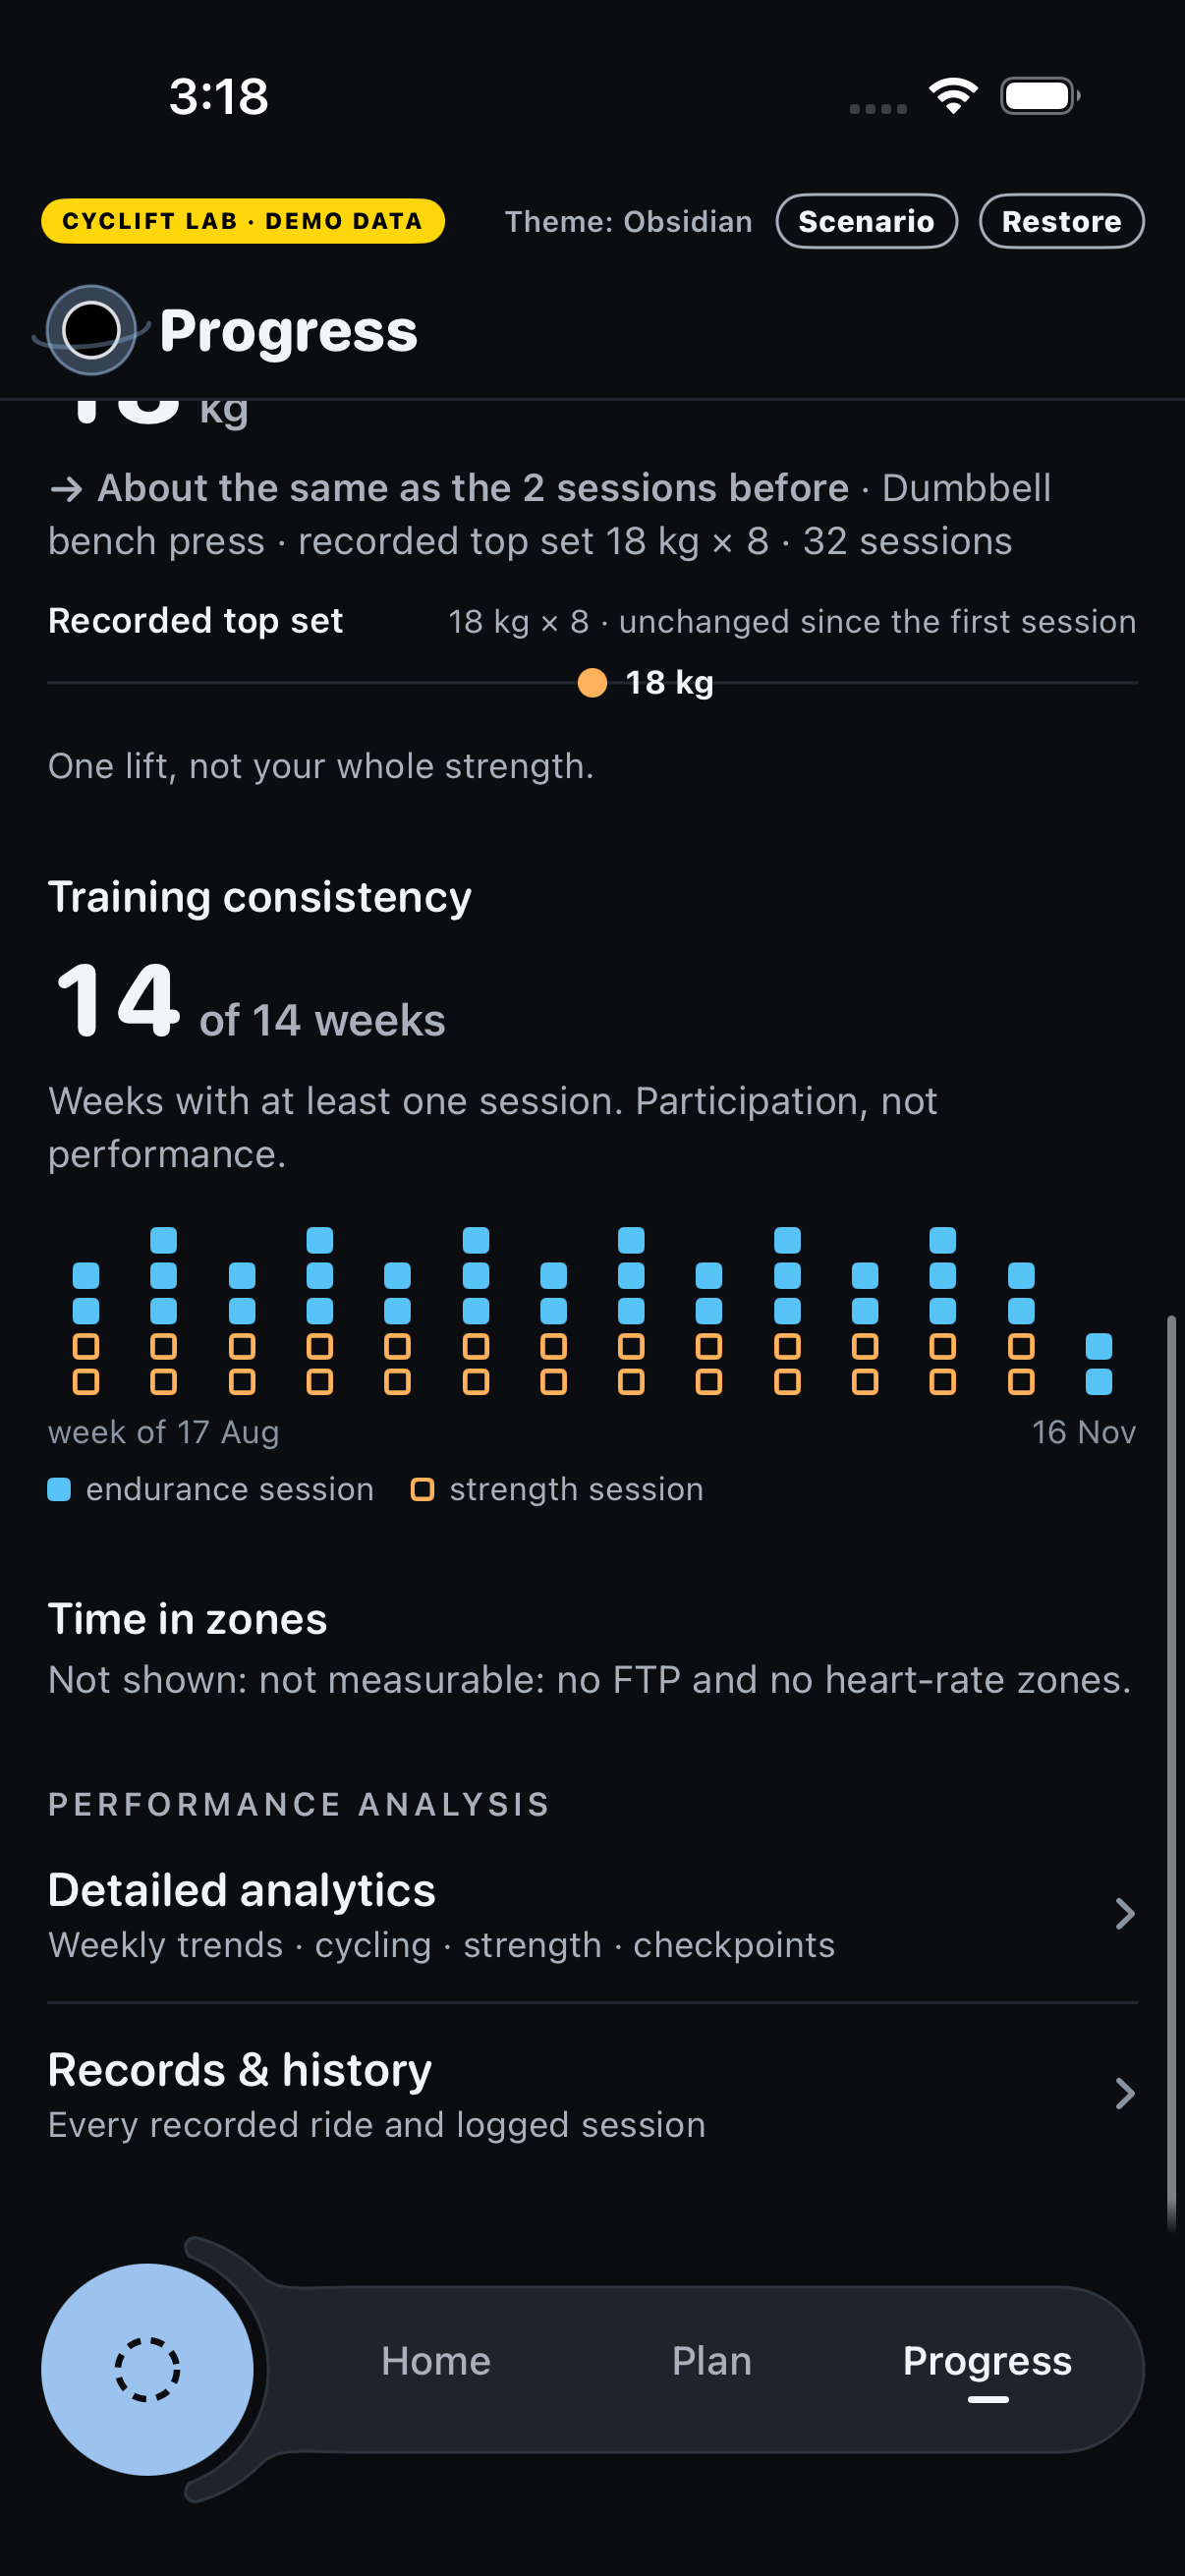 3:18
CYCLIFT LAB · DEMO DATA
Theme: Obsidian
Scenario
Restore
Progress
18 kg
→ About the same as the 2 sessions before · Dumbbell
bench press · recorded top set 18 kg × 8 · 32 sessions
Recorded top set
18 kg × 8 · unchanged since the first session
18 kg
One lift, not your whole strength.
Training consistency
14 of 14 weeks
Weeks with at least one session. Participation, not
performance.
week of 17 Aug
16 Nov
endurance session
strength session
Time in zones
Not shown: not measurable: no FTP and no heart-rate zones.
PERFORMANCE ANALYSIS
Detailed analytics
Weekly trends · cycling · strength · checkpoints
Records & history
Every recorded ride and logged session
Home
Plan
Progress